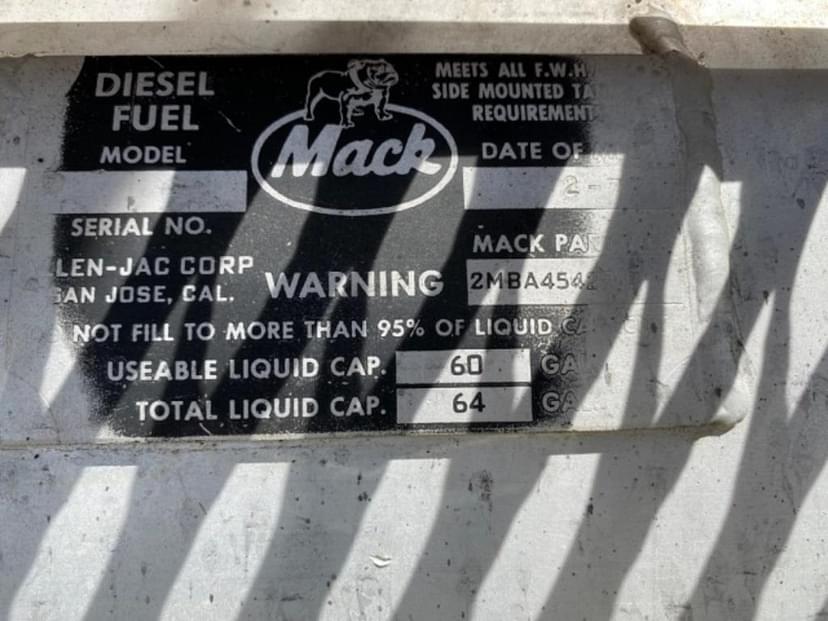 DIESEL FUEL
MODEL
Mack
MEETS ALL F.W.H.
SIDE MOUNTED TA
REQUIREMENT
DATE OF
2 -
SERIAL NO.
LEN-JAC CORP
SAN JOSE, CAL.
WARNING
MACK PA
2MBA454
NOT FILL TO MORE THAN 95% OF LIQUID
USEABLE LIQUID CAP. 60 GA
TOTAL LIQUID CAP. 64 GA